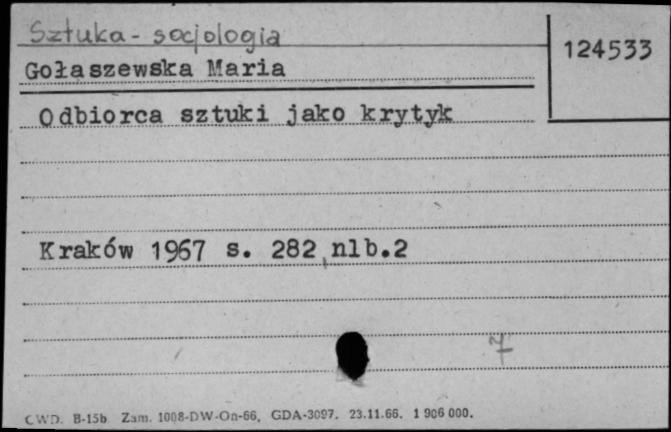 Sztuka - socjologia
124533
Gołaszewska Maria
Odbiorca sztuki jako krytyk
Kraków 1967 s. 282, nlb.2
7
CWD. B-15b Zam. 1008-DW-On-66, GDA-3097. 23.11.66. 1 906 000.